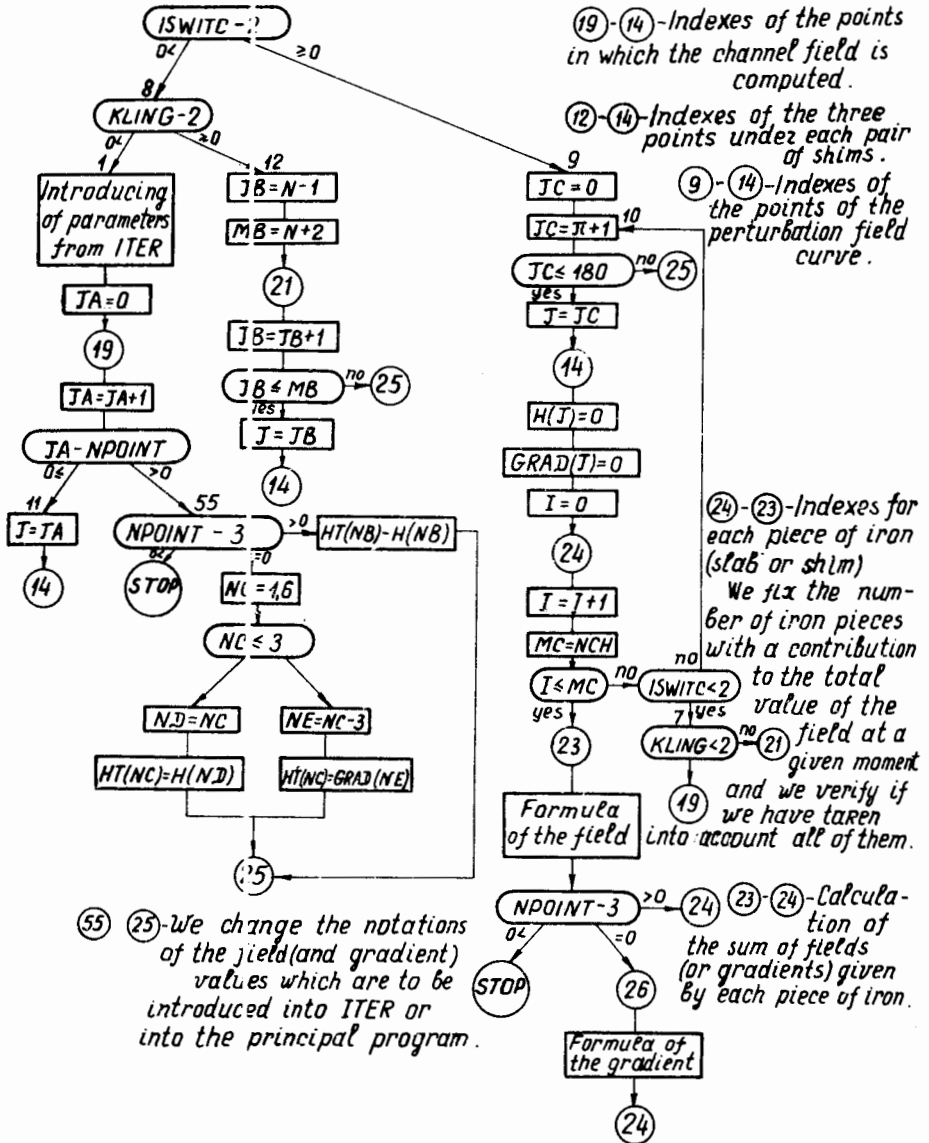 ISWITC-2
0<
≥0
8
KLING-2
0<
≥0
1
Introducing
of parameters
from ITER
JA=0
19
JA=JA+1
JA-NPOINT
0≤
>0
11
J=JA
14
12
JB=N-1
MB=N+2
21
JB=JB+1
JB≤MB
no
25
yes
J=JB
14
55
NPOINT-3
>0
HT(NB)-H(NB)
0<
=0
STOP
NC=1,6
NC≤3
ND=NC
NE=NC-3
HT(NC)=H(ND)
HT(NC)=GRAD(NE)
25
55 25-We change the notations
of the field(and gradient)
values which are to be
introduced into ITER or
into the principal program.
9
JC=0
10
JC=π+1
JC≤180
no
25
yes
J=JC
14
H(J)=0
GRAD(J)=0
I=0
24
I=I+1
MC=NCH
I≤MC
no
ISWITC<2
no
yes
yes
7
KLING<2
no
21
19
23
Formula
of the field
NPOINT-3
>0
24
0<
=0
STOP
26
Formula of
the gradient
24
19-14-Indexes of the points
in which the channel field is
computed.
12-14-Indexes of the three
points under each pair
of shims.
9-14-Indexes of
the points of the
perturbation field
curve.
24-23-Indexes for
each piece of iron
(slab or shim)
We fix the num-
ber of iron pieces
with a contribution
to the total
value of the
field at a
given moment
and we verify if
we have taken
into account all of them.
23-24-Calcula-
tion of
the sum of fields
(or gradients) given
by each piece of iron.